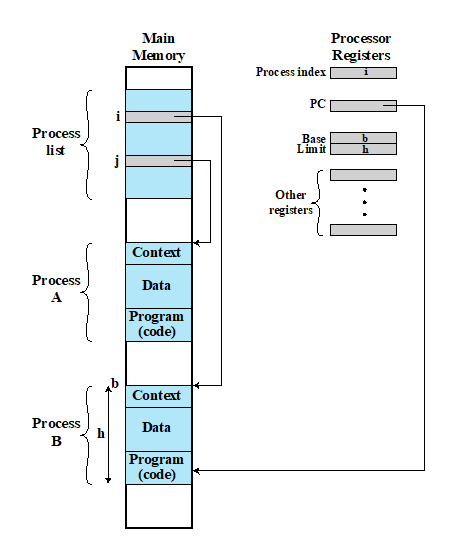 Main
Memory
Processor
Registers
Process index
i
PC
i
Process
list
Base
b
Limit
h
j
Other
registers
Context
Process
A
Data
Program
(code)
b
Context
Process
B
Data
h
Program
(code)